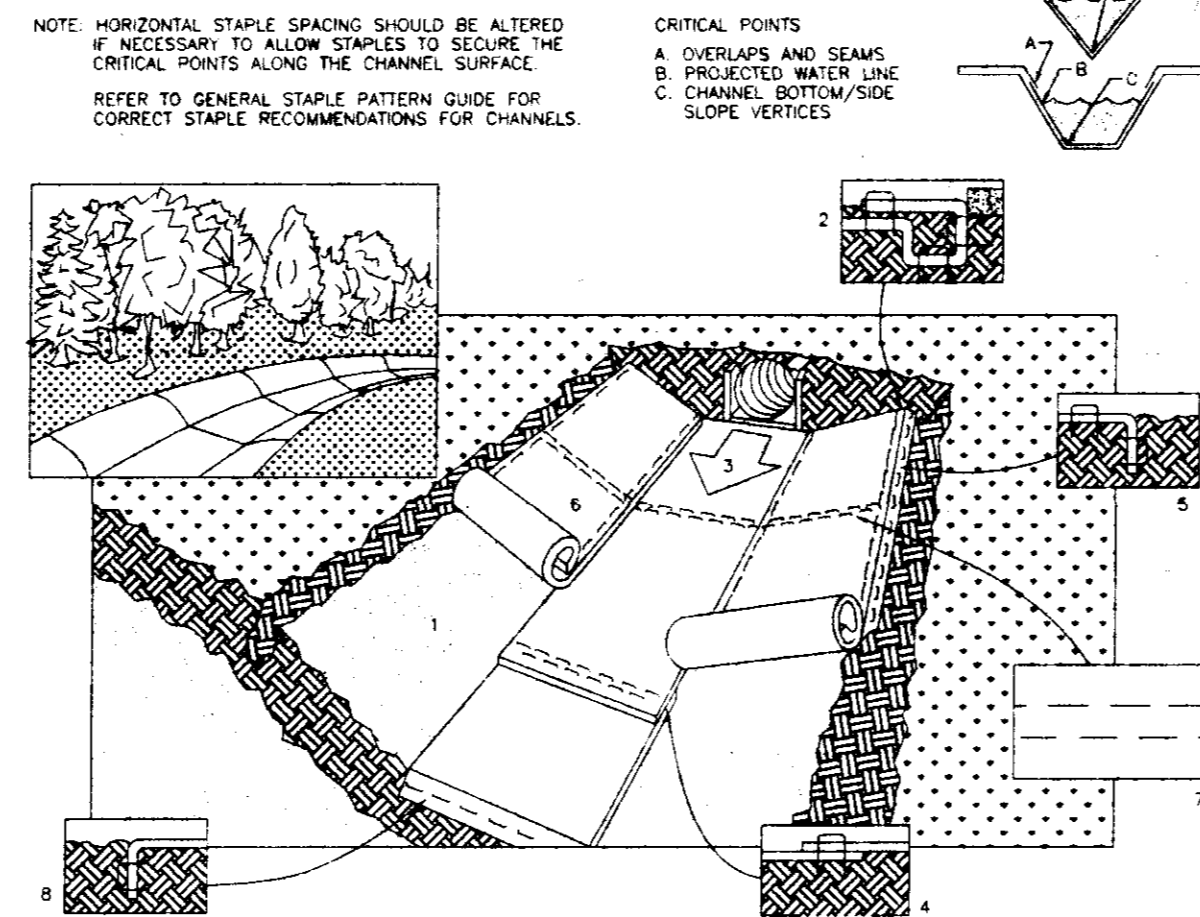 NOTE: HORIZONTAL STAPLE SPACING SHOULD BE ALTERED
IF NECESSARY TO ALLOW STAPLES TO SECURE THE
CRITICAL POINTS ALONG THE CHANNEL SURFACE.
REFER TO GENERAL STAPLE PATTERN GUIDE FOR
CORRECT STAPLE RECOMMENDATIONS FOR CHANNELS.
CRITICAL POINTS
A. OVERLAPS AND SEAMS
B. PROJECTED WATER LINE
C. CHANNEL BOTTOM/SIDE
SLOPE VERTICES
A
B
C
2
3
5
6
1
7
8
4